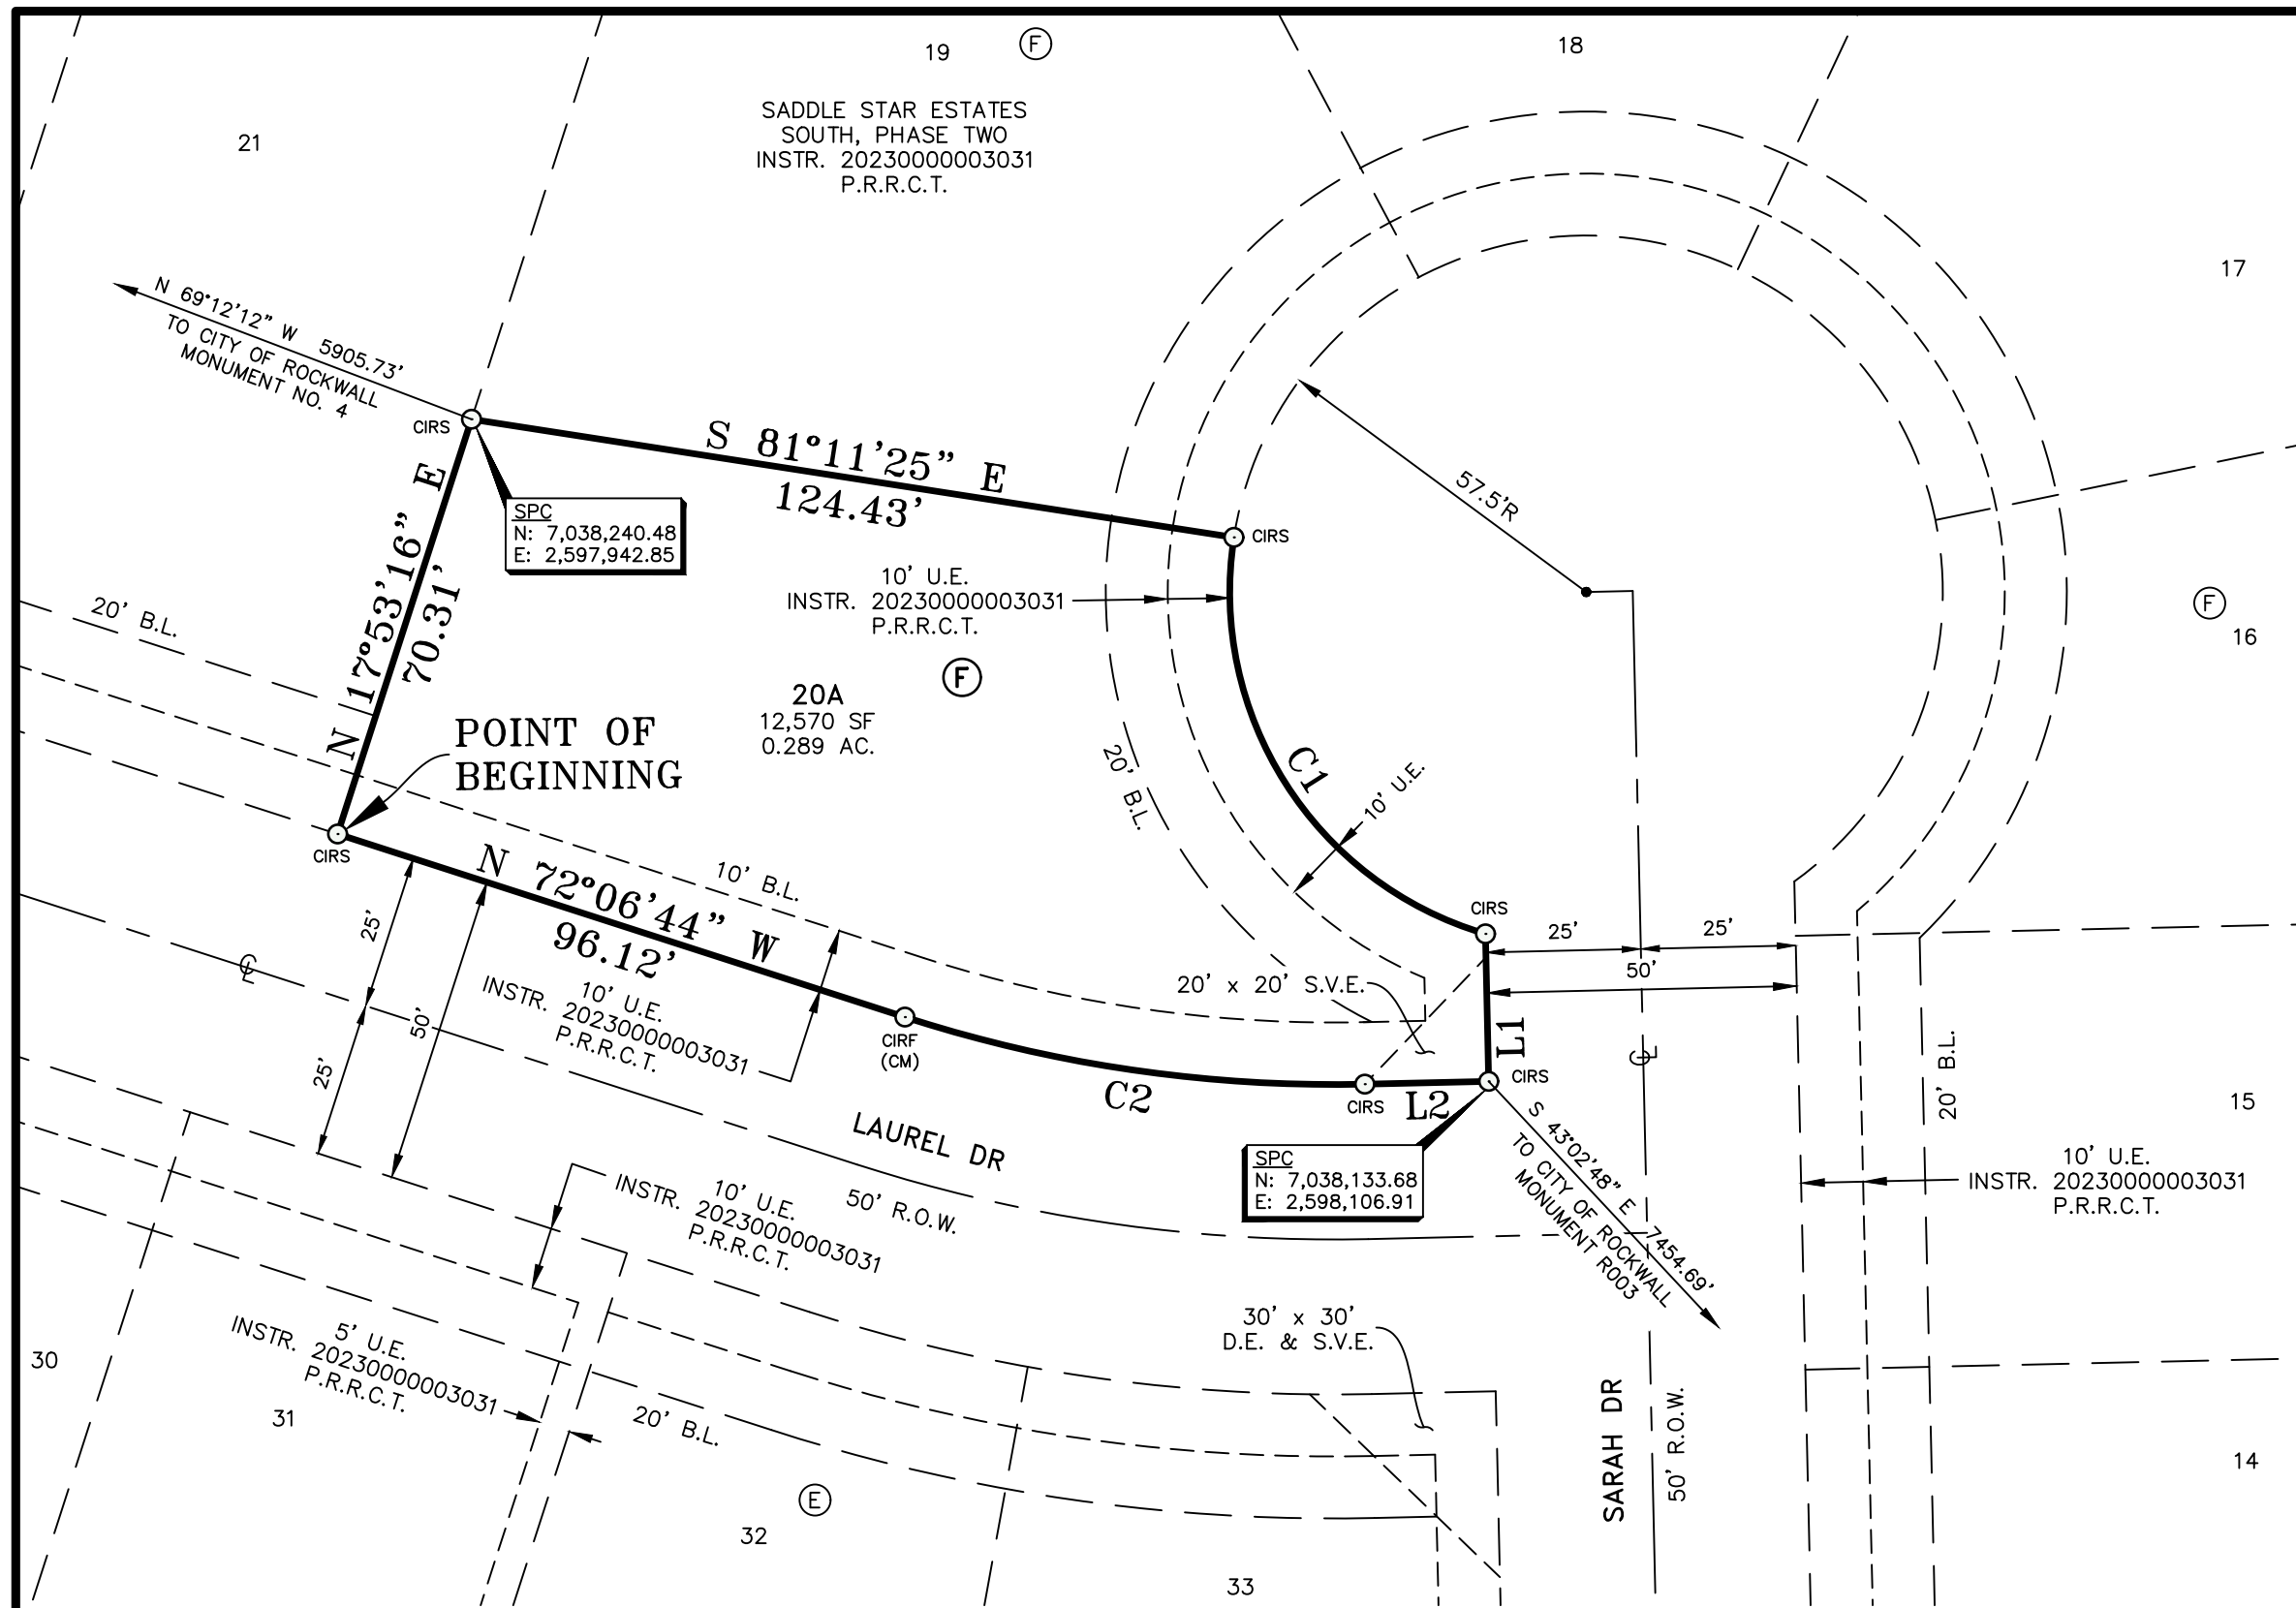 19
F
18
SADDLE STAR ESTATES
SOUTH, PHASE TWO
INSTR. 20230000003031
P.R.R.C.T.
21
17
N 69°12'12" W 5905.73'
TO CITY OF ROCKWALL
MONUMENT NO. 4
CIRS
S 81°11'25" E
124.43'
CIRS
57.5'R
SPC
N: 7,038,240.48
E: 2,597,942.85
N 17°53'16" E
70.31'
10' U.E.
INSTR. 20230000003031
P.R.R.C.T.
20' B.L.
F
16
F
20A
12,570 SF
0.289 AC.
POINT OF
BEGINNING
20' B.L.
C1
10' U.E.
CIRS
N 72°06'44" W
96.12'
10' B.L.
25'
25'
50'
CIRS
25'
25'
50'
℄
10' U.E.
INSTR. 20230000003031
P.R.R.C.T.
20' x 20' S.V.E.
CIRF
(CM)
C2
CIRS
L2
L1
CIRS
℄
20' B.L.
15
LAUREL DR
50' R.O.W.
SPC
N: 7,038,133.68
E: 2,598,106.91
S 43°02'48" E 7454.69'
TO CITY OF ROCKWALL
MONUMENT R003
10' U.E.
INSTR. 20230000003031
P.R.R.C.T.
10' U.E.
INSTR. 20230000003031
P.R.R.C.T.
30' x 30'
D.E. & S.V.E.
5' U.E.
INSTR. 20230000003031
P.R.R.C.T.
30
31
20' B.L.
E
32
33
SARAH DR
50' R.O.W.
14